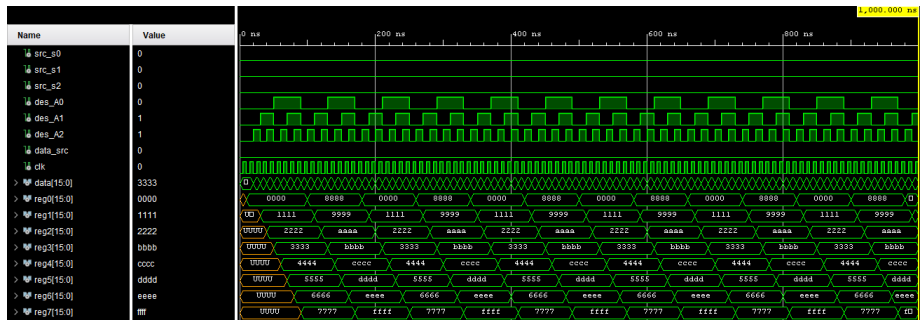 1,000.000 ns
Name Value 0 ns 200 ns 400 ns 600 ns 800 ns
src_s0 0
src_s1 0
src_s2 0
des_A0 0
des_A1 1
des_A2 1
data_src 0
clk 0
data[15:0] 3333
reg0[15:0] 0000 0000 8888 0000 8888 0000 8888 0000 8888 0000 8888 0000 8888
reg1[15:0] 1111 UU 1111 9999 1111 9999 1111 9999 1111 9999 1111 9999 1111 9999
reg2[15:0] 2222 UUUU 2222 aaaa 2222 aaaa 2222 aaaa 2222 aaaa 2222 aaaa 2222 aaaa
reg3[15:0] bbbb UUUU 3333 bbbb 3333 bbbb 3333 bbbb 3333 bbbb 3333 bbbb 3333 bbbb
reg4[15:0] cccc UUUU 4444 cccc 4444 cccc 4444 cccc 4444 cccc 4444 cccc 4444 cccc
reg5[15:0] dddd UUUU 5555 dddd 5555 dddd 5555 dddd 5555 dddd 5555 dddd 5555 dddd
reg6[15:0] eeee UUUU 6666 eeee 6666 eeee 6666 eeee 6666 eeee 6666 eeee 6666 eeee
reg7[15:0] ffff UUUU 7777 ffff 7777 ffff 7777 ffff 7777 ffff 7777 ffff 7777 f